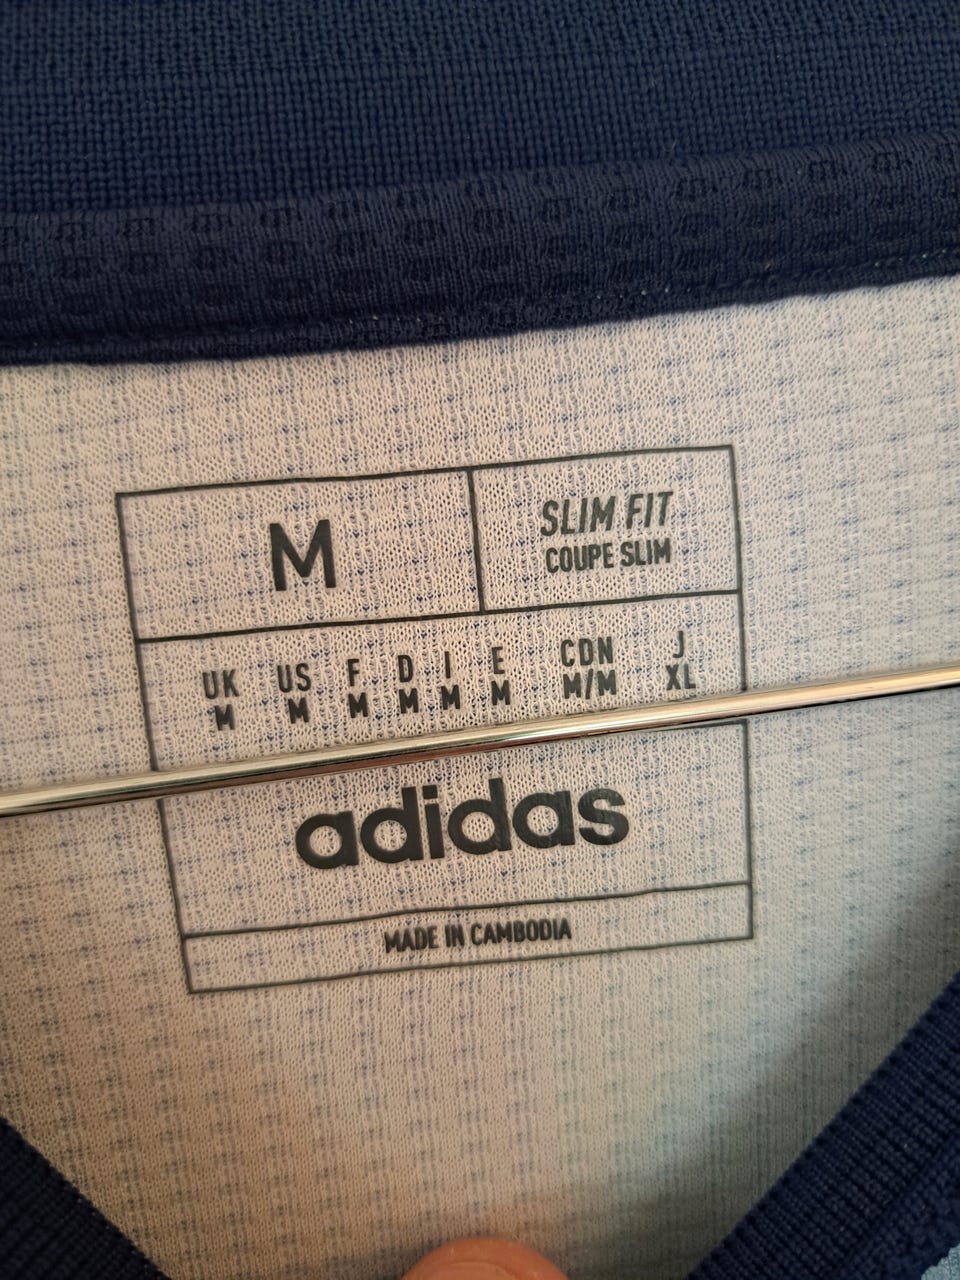 M
SLIM FIT
COUPE SLIM
UK US F D I E CDN J
M M M M M M M/M XL
adidas
MADE IN CAMBODIA